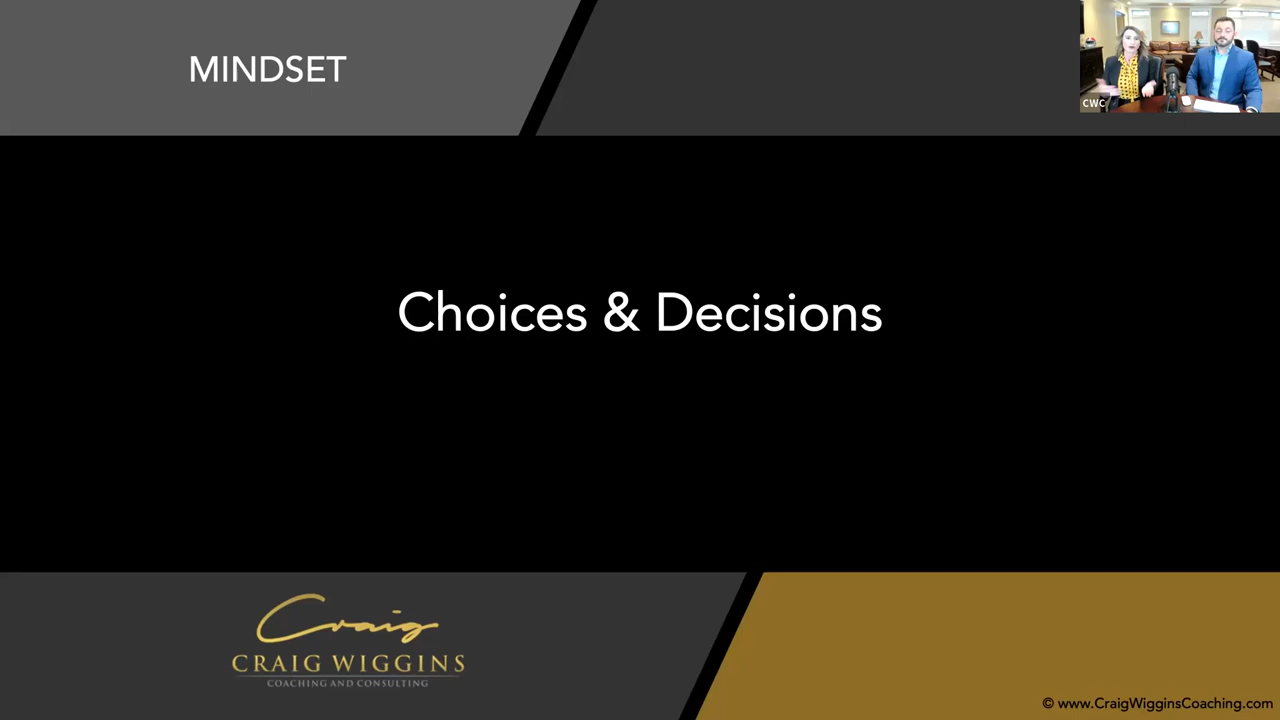 MINDSET
CWC
Choices & Decisions
Craig
CRAIG WIGGINS
COACHING AND CONSULTING
© www.CraigWigginsCoaching.com